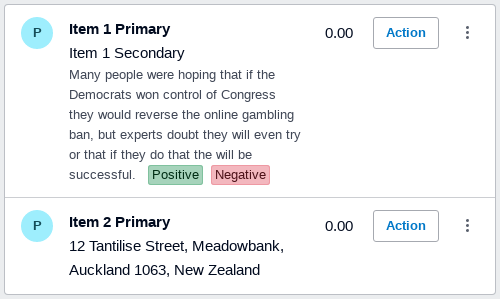 P Item 1 Primary 0.00 Action
Item 1 Secondary
Many people were hoping that if the
Democrats won control of Congress
they would reverse the online gambling
ban, but experts doubt they will even try
or that if they do that the will be
successful. Positive Negative
P Item 2 Primary 0.00 Action
12 Tantilise Street, Meadowbank,
Auckland 1063, New Zealand